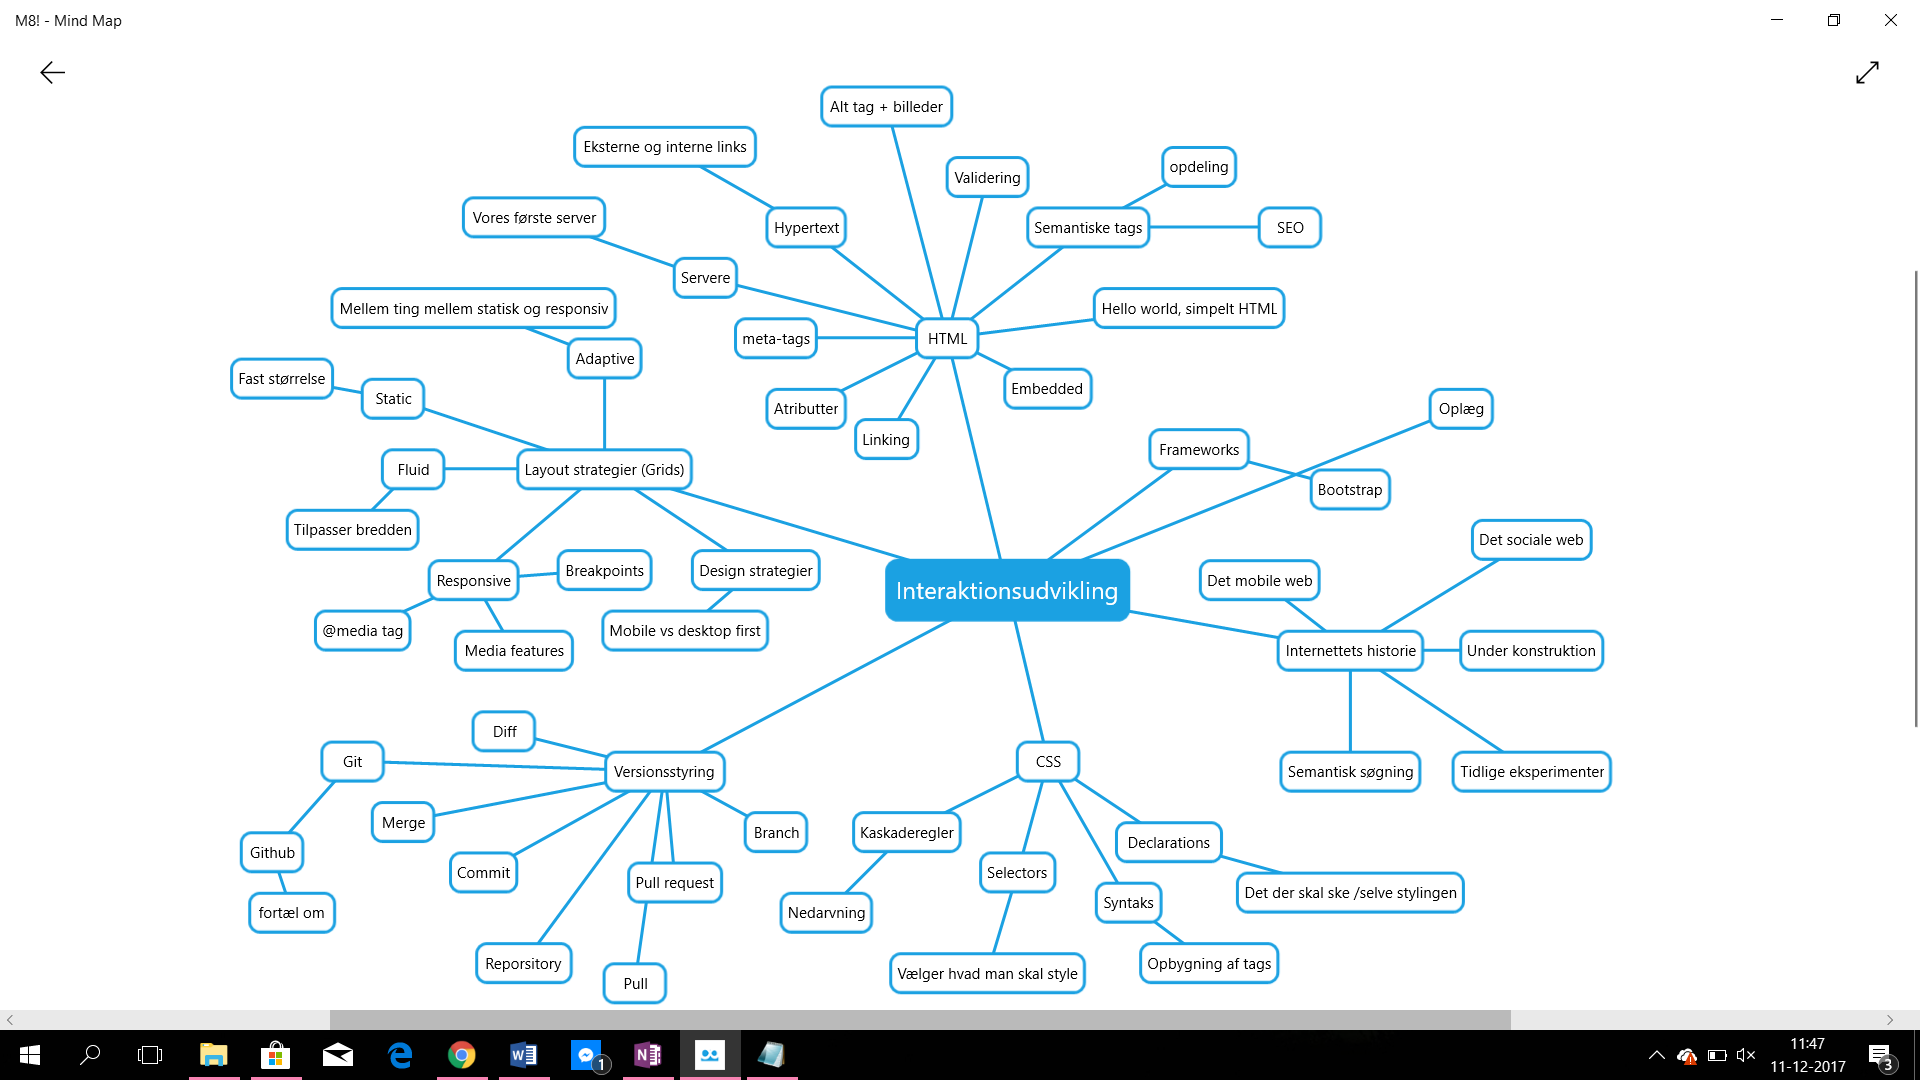 M8! - Mind Map
Alt tag + billeder
Eksterne og interne links
Validering
opdeling
Vores første server
Hypertext
Semantiske tags
SEO
Servere
Mellem ting mellem statisk og responsiv
Hello world, simpelt HTML
meta-tags
HTML
Adaptive
Fast størrelse
Static
Embedded
Atributter
Oplæg
Linking
Frameworks
Fluid
Layout strategier (Grids)
Bootstrap
Tilpasser bredden
Det sociale web
Responsive
Breakpoints
Design strategier
Interaktionsudvikling
Det mobile web
@media tag
Media features
Mobile vs desktop first
Internettets historie
Under konstruktion
Diff
Git
Versionsstyring
CSS
Semantisk søgning
Tidlige eksperimenter
Merge
Branch
Kaskaderegler
Declarations
Github
Commit
Pull request
Selectors
Det der skal ske /selve stylingen
fortæl om
Nedarvning
Syntaks
Reporsitory
Pull
Vælger hvad man skal style
Opbygning af tags
1
11:47
11-12-2017
3